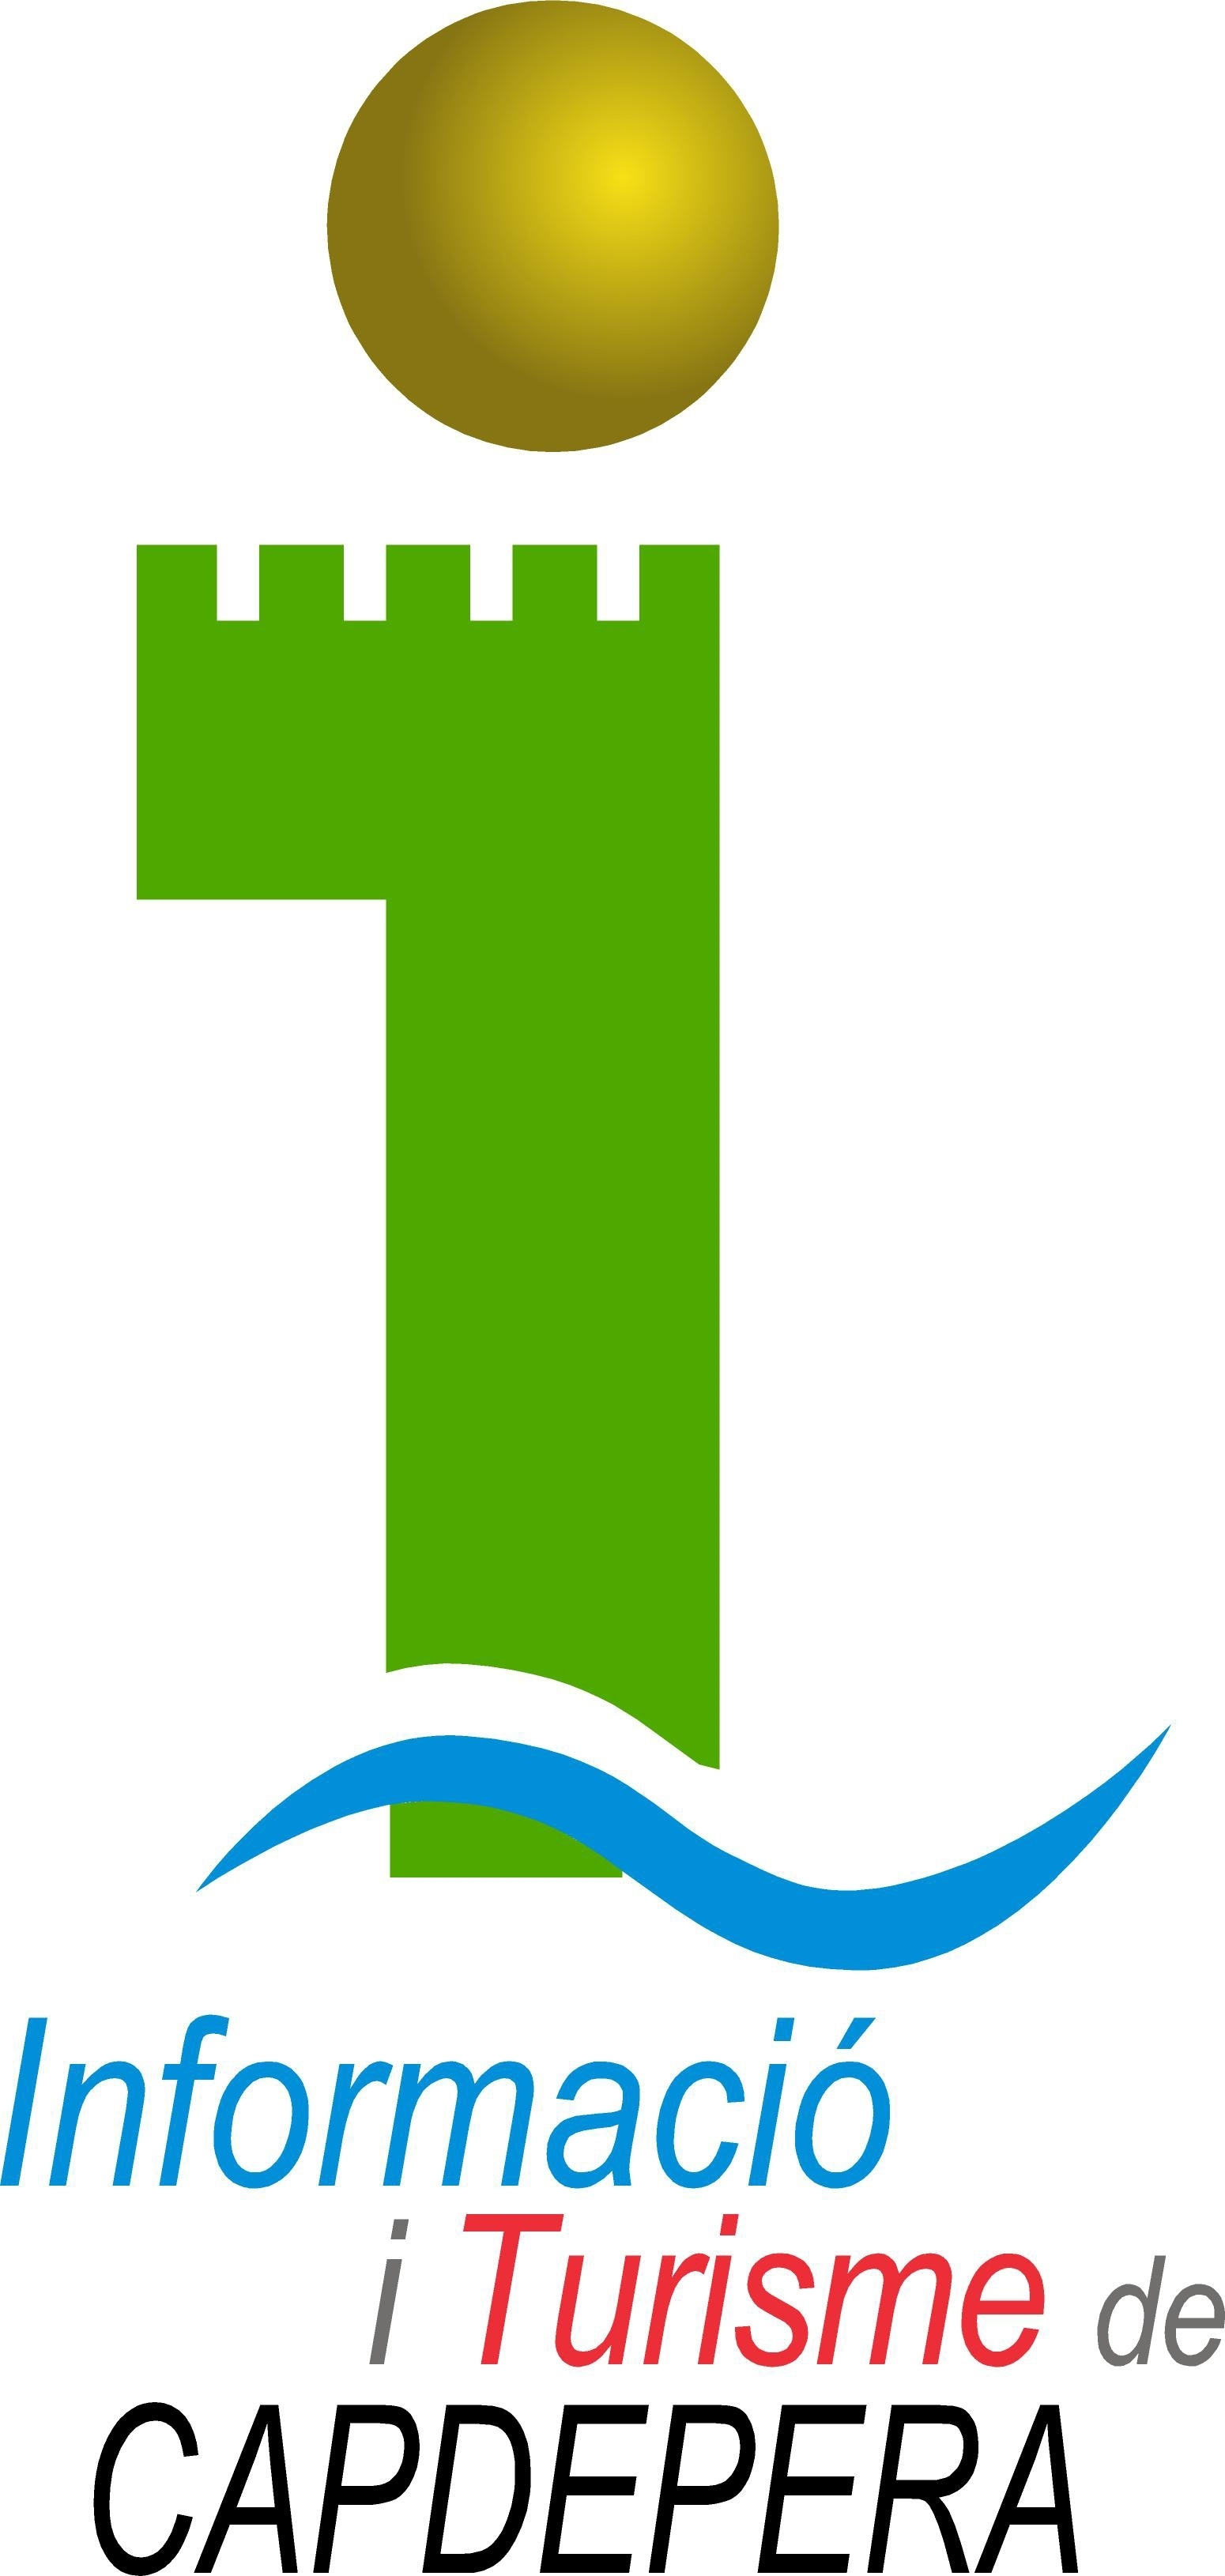 Informació
i Turisme de
CAPDEPERA